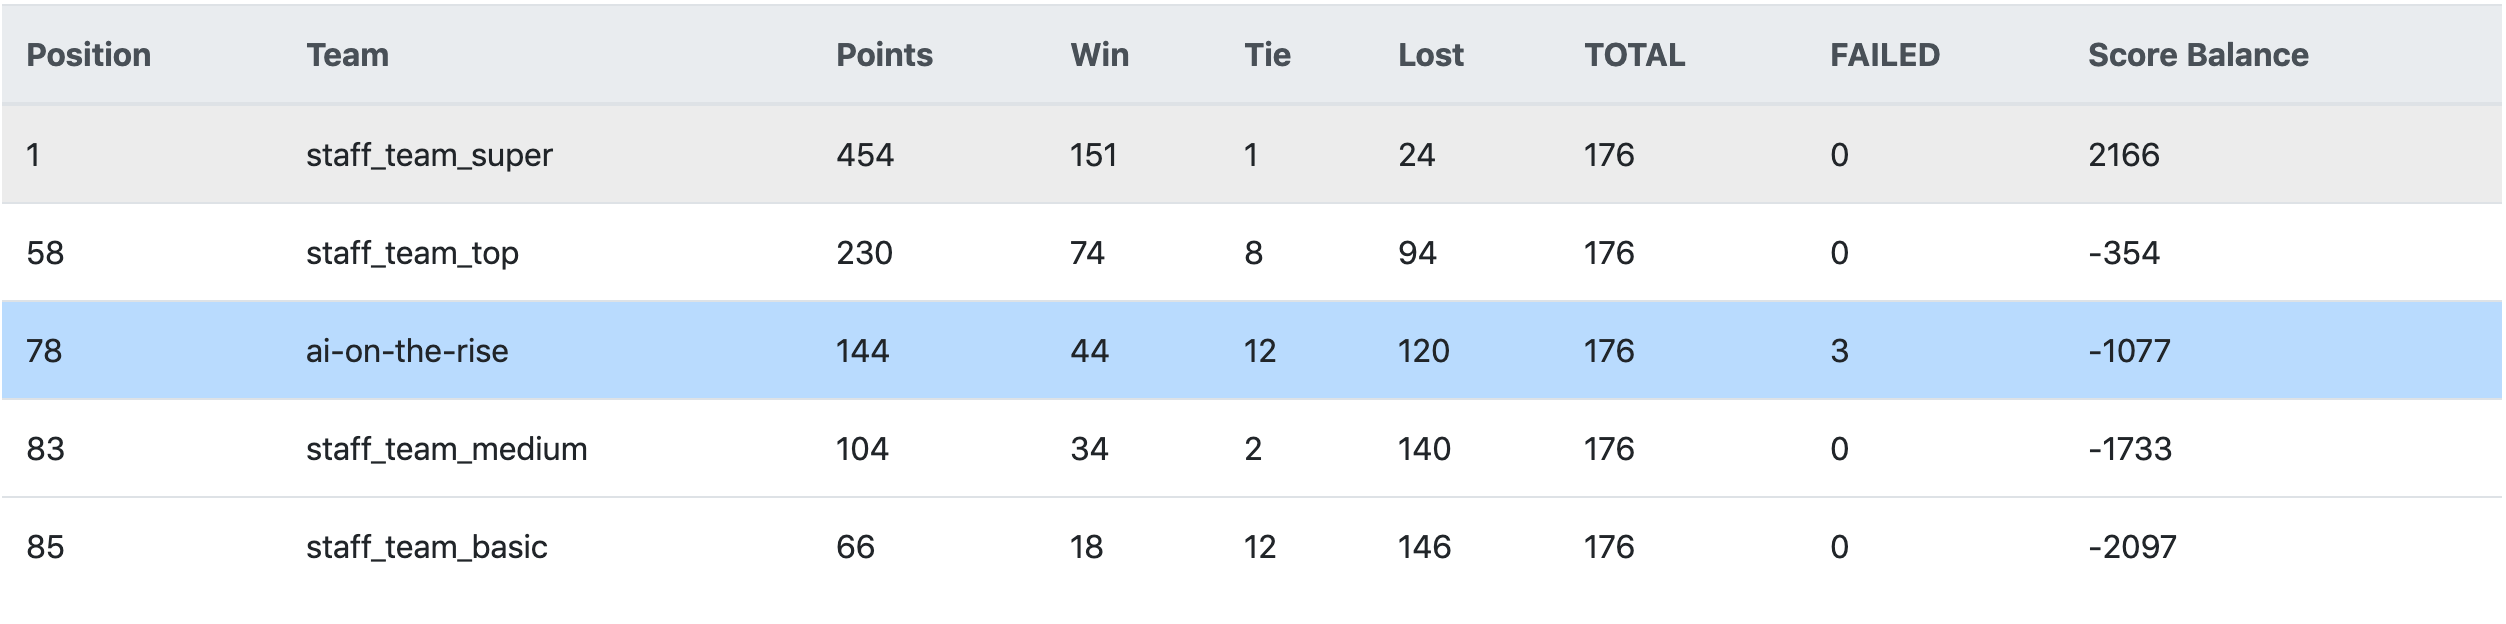 Position Team Points Win Tie Lost TOTAL FAILED Score Balance
1 staff_team_super 454 151 1 24 176 0 2166
58 staff_team_top 230 74 8 94 176 0 -354
78 ai-on-the-rise 144 44 12 120 176 3 -1077
83 staff_team_medium 104 34 2 140 176 0 -1733
85 staff_team_basic 66 18 12 146 176 0 -2097